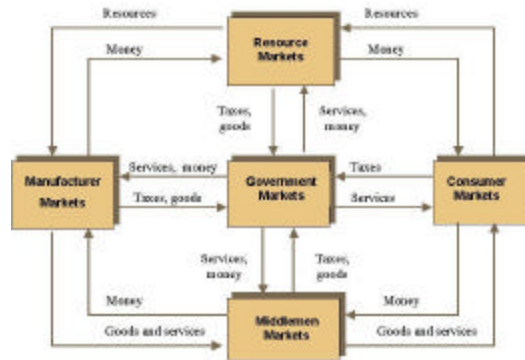 Resources
Resources
Money
Resource
Markets
Money
Taxes,
goods
Services,
money
Services, money
Taxes
Manufacturer
Markets
Government
Markets
Consumer
Markets
Taxes, goods
Services
Services,
money
Taxes,
goods
Money
Money
Goods and services
Middlemen
Markets
Goods and services